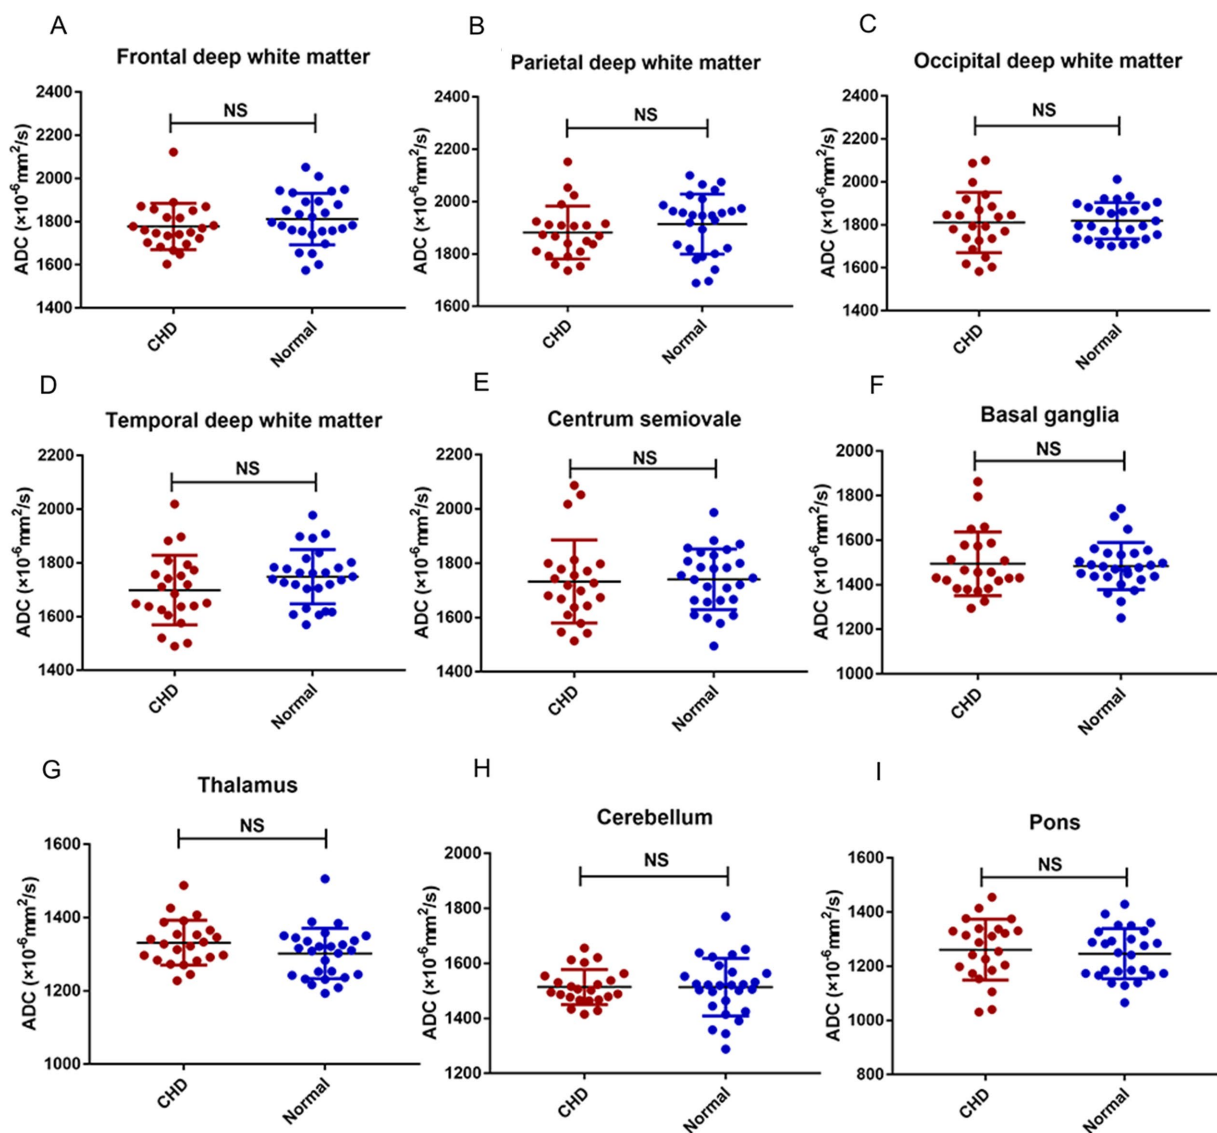 A
Frontal deep white matter
NS
ADC (×10⁻⁶mm²/s)
2400
2200
2000
1800
1600
1400
CHD
Normal
B
Parietal deep white matter
NS
ADC (×10⁻⁶mm²/s)
2400
2200
2000
1800
1600
CHD
Normal
C
Occipital deep white matter
NS
ADC (×10⁻⁶mm²/s)
2400
2200
2000
1800
1600
1400
CHD
Normal
D
Temporal deep white matter
NS
ADC (×10⁻⁶mm²/s)
2200
2000
1800
1600
1400
CHD
Normal
E
Centrum semiovale
NS
ADC (×10⁻⁶mm²/s)
2200
2000
1800
1600
1400
CHD
Normal
F
Basal ganglia
NS
ADC (×10⁻⁶mm²/s)
2000
1800
1600
1400
1200
1000
CHD
Normal
G
Thalamus
NS
ADC (×10⁻⁶mm²/s)
1600
1400
1200
1000
CHD
Normal
H
Cerebellum
NS
ADC (×10⁻⁶mm²/s)
2000
1800
1600
1400
1200
CHD
Normal
I
Pons
NS
ADC (×10⁻⁶mm²/s)
1600
1400
1200
1000
800
CHD
Normal